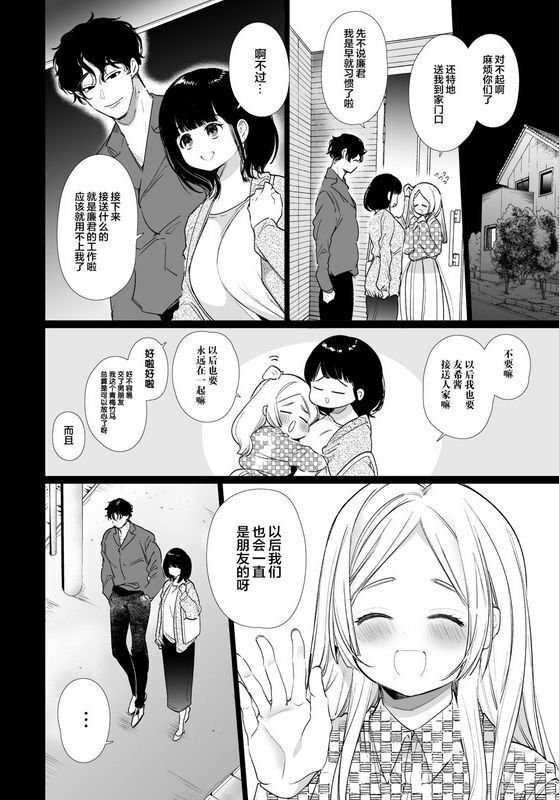 对不起啊
麻烦你们了
还特地
送我到家门口
先不说廉君
我是早就习惯了啦
啊不过…
接下来
接送什么的
就是廉君的工作啦
应该就用不上我了
不要嘛
以后我也要
友希酱
接送人家嘛
以后也要
永远在一起嘛
好啦好啦
好不容易
交了男朋友
我这个青梅竹马
总算是可以放心了呀
而且
以后我们
也会一直
是朋友的呀
…